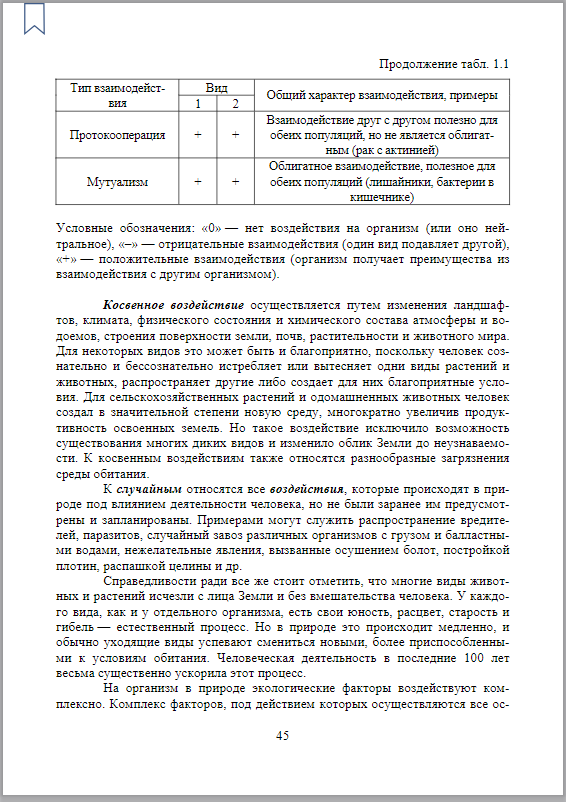 Продолжение табл. 1.1
Тип взаимодейст-
вия
Вид
1 2
Общий характер взаимодействия, примеры
Протокооперация + +
Взаимодействие друг с другом полезно для
обеих популяций, но не является облигат-
ным (рак с актинией)
Мутуализм + +
Облигатное взаимодействие, полезное для
обеих популяций (лишайники, бактерии в
кишечнике)
Условные обозначения: «0» — нет воздействия на организм (или оно ней-
тральное), «–» — отрицательные взаимодействия (один вид подавляет другой),
«+» — положительные взаимодействия (организм получает преимущества из
взаимодействия с другим организмом).
Косвенное воздействие осуществляется путем изменения ландшаф-
тов, климата, физического состояния и химического состава атмосферы и во-
доемов, строения поверхности земли, почв, растительности и животного мира.
Для некоторых видов это может быть и благоприятно, поскольку человек соз-
нательно и бессознательно истребляет или вытесняет одни виды растений и
животных, распространяет другие либо создает для них благоприятные усло-
вия. Для сельскохозяйственных растений и одомашненных животных человек
создал в значительной степени новую среду, многократно увеличив продук-
тивность освоенных земель. Но такое воздействие исключило возможность
существования многих диких видов и изменило облик Земли до неузнаваемо-
сти. К косвенным воздействиям также относятся разнообразные загрязнения
среды обитания.
К случайным относятся все воздействия, которые происходят в при-
роде под влиянием деятельности человека, но не были заранее им предусмот-
рены и запланированы. Примерами могут служить распространение вредите-
лей, паразитов, случайный завоз различных организмов с грузом и балластны-
ми водами, нежелательные явления, вызванные осушением болот, постройкой
плотин, распашкой целины и др.
Справедливости ради все же стоит отметить, что многие виды живот-
ных и растений исчезли с лица Земли и без вмешательства человека. У каждо-
го вида, как и у отдельного организма, есть свои юность, расцвет, старость и
гибель — естественный процесс. Но в природе это происходит медленно, и
обычно уходящие виды успевают смениться новыми, более приспособленны-
ми к условиям обитания. Человеческая деятельность в последние 100 лет
весьма существенно ускорила этот процесс.
На организм в природе экологические факторы воздействуют ком-
плексно. Комплекс факторов, под действием которых осуществляются все ос-
45